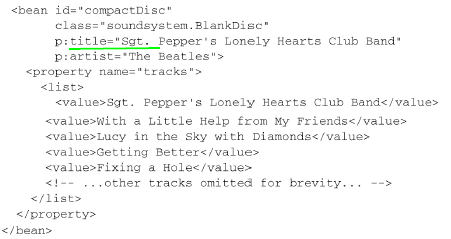 <bean id="compactDisc"
class="soundsystem.BlankDisc"
p:title="Sgt. Pepper's Lonely Hearts Club Band"
p:artist="The Beatles">
<property name="tracks">
<list>
<value>Sgt. Pepper's Lonely Hearts Club Band</value>
<value>With a Little Help from My Friends</value>
<value>Lucy in the Sky with Diamonds</value>
<value>Getting Better</value>
<value>Fixing a Hole</value>
<!-- ...other tracks omitted for brevity... -->
</list>
</property>
</bean>